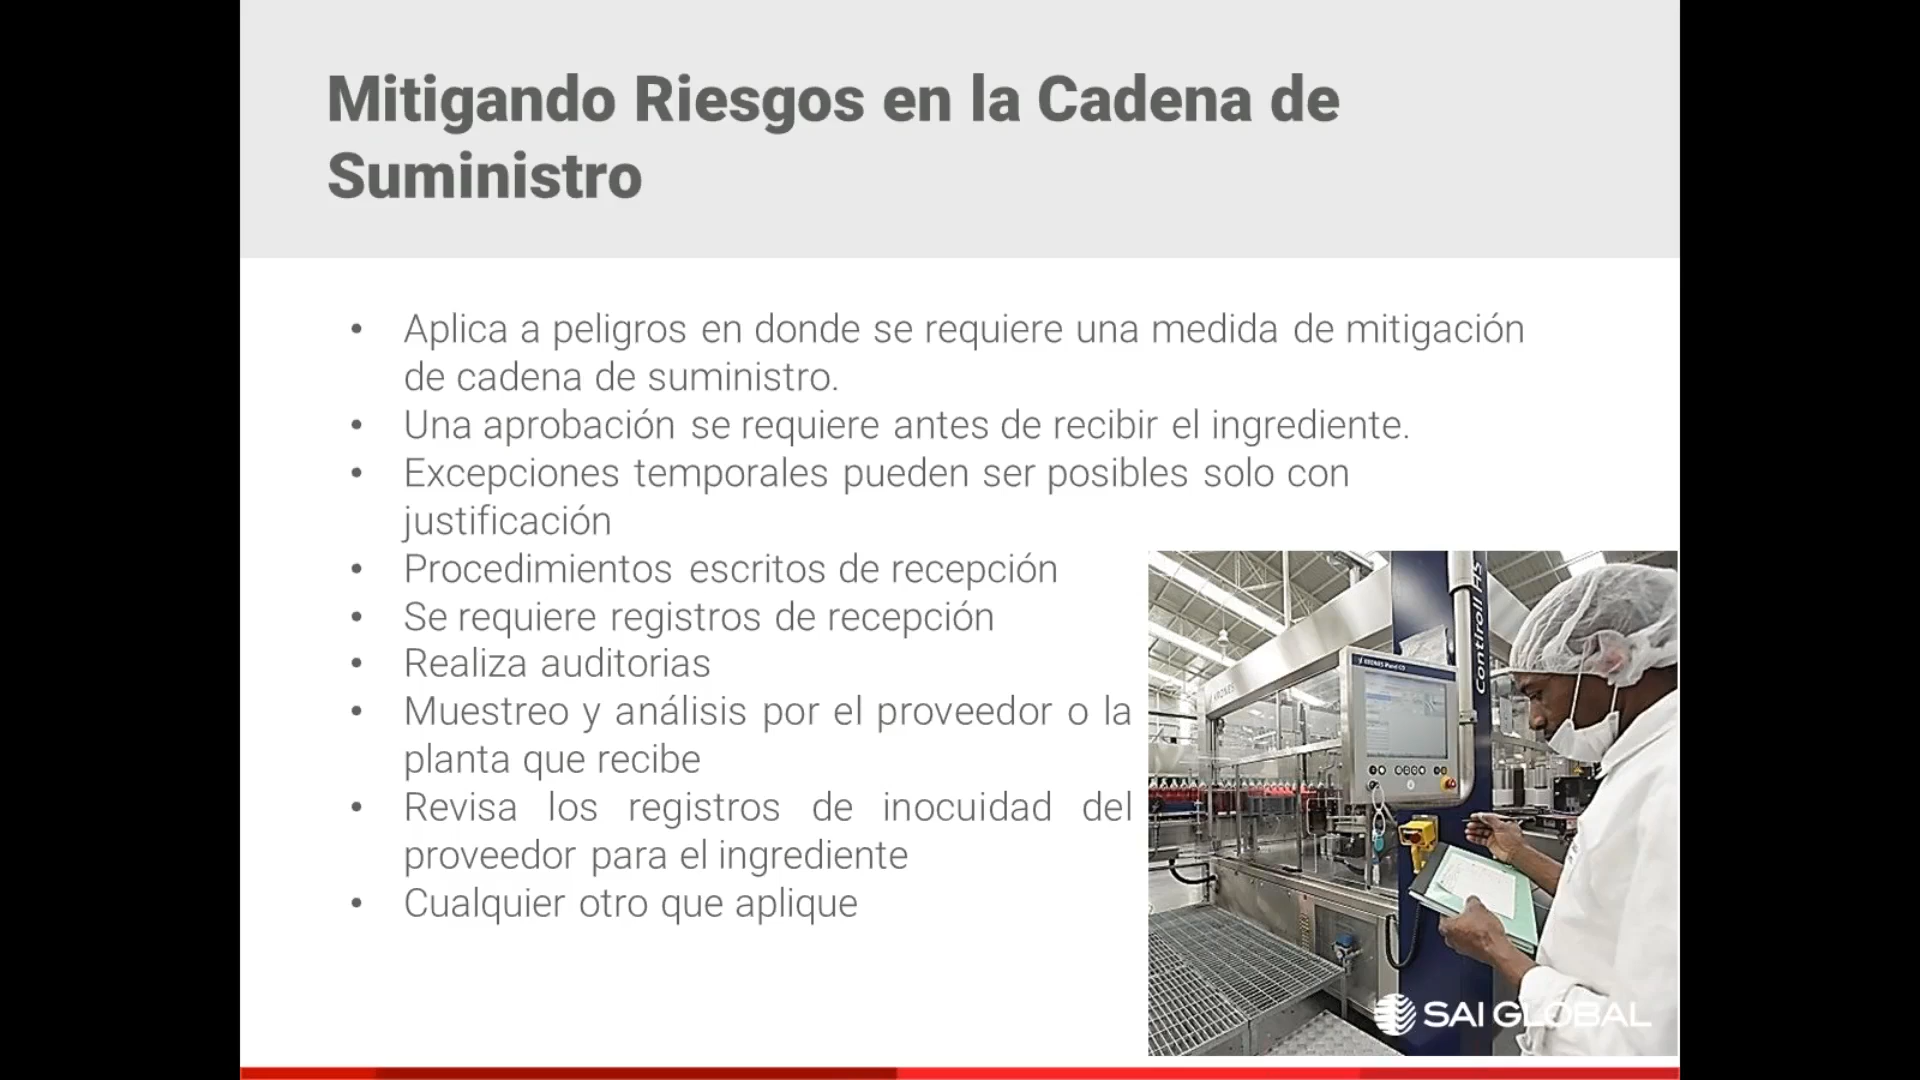 Mitigando Riesgos en la Cadena de
Suministro
• Aplica a peligros en donde se requiere una medida de mitigación
de cadena de suministro.
• Una aprobación se requiere antes de recibir el ingrediente.
• Excepciones temporales pueden ser posibles solo con
justificación
• Procedimientos escritos de recepción
• Se requiere registros de recepción
• Realiza auditorias
• Muestreo y análisis por el proveedor o la
planta que recibe
• Revisa los registros de inocuidad del
proveedor para el ingrediente
• Cualquier otro que aplique
Contiroll HS
KRONES
SAI GLOBAL